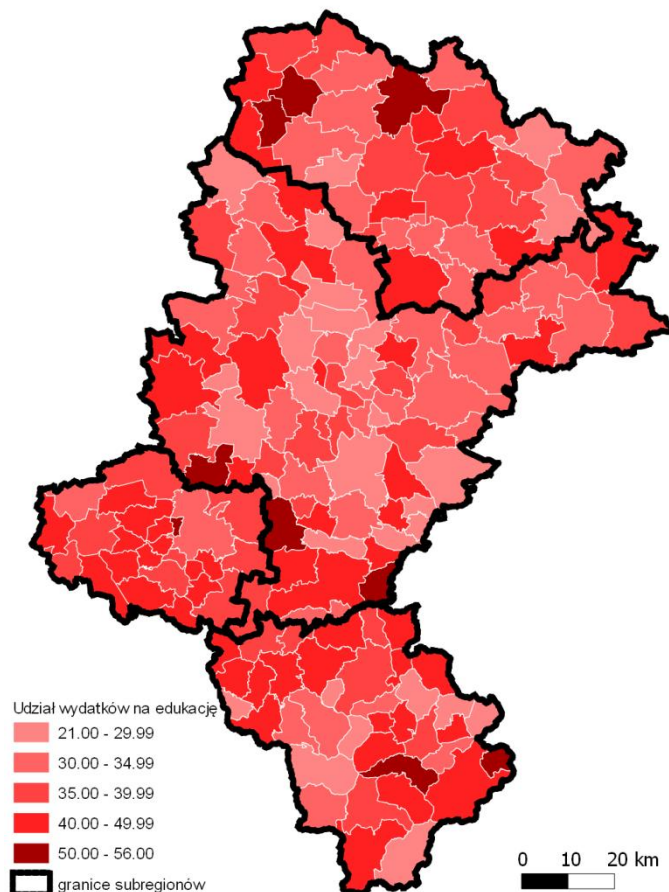 Udział wydatków na edukację
21.00 - 29.99
30.00 - 34.99
35.00 - 39.99
40.00 - 49.99
50.00 - 56.00
granice subregionów
0 10 20 km